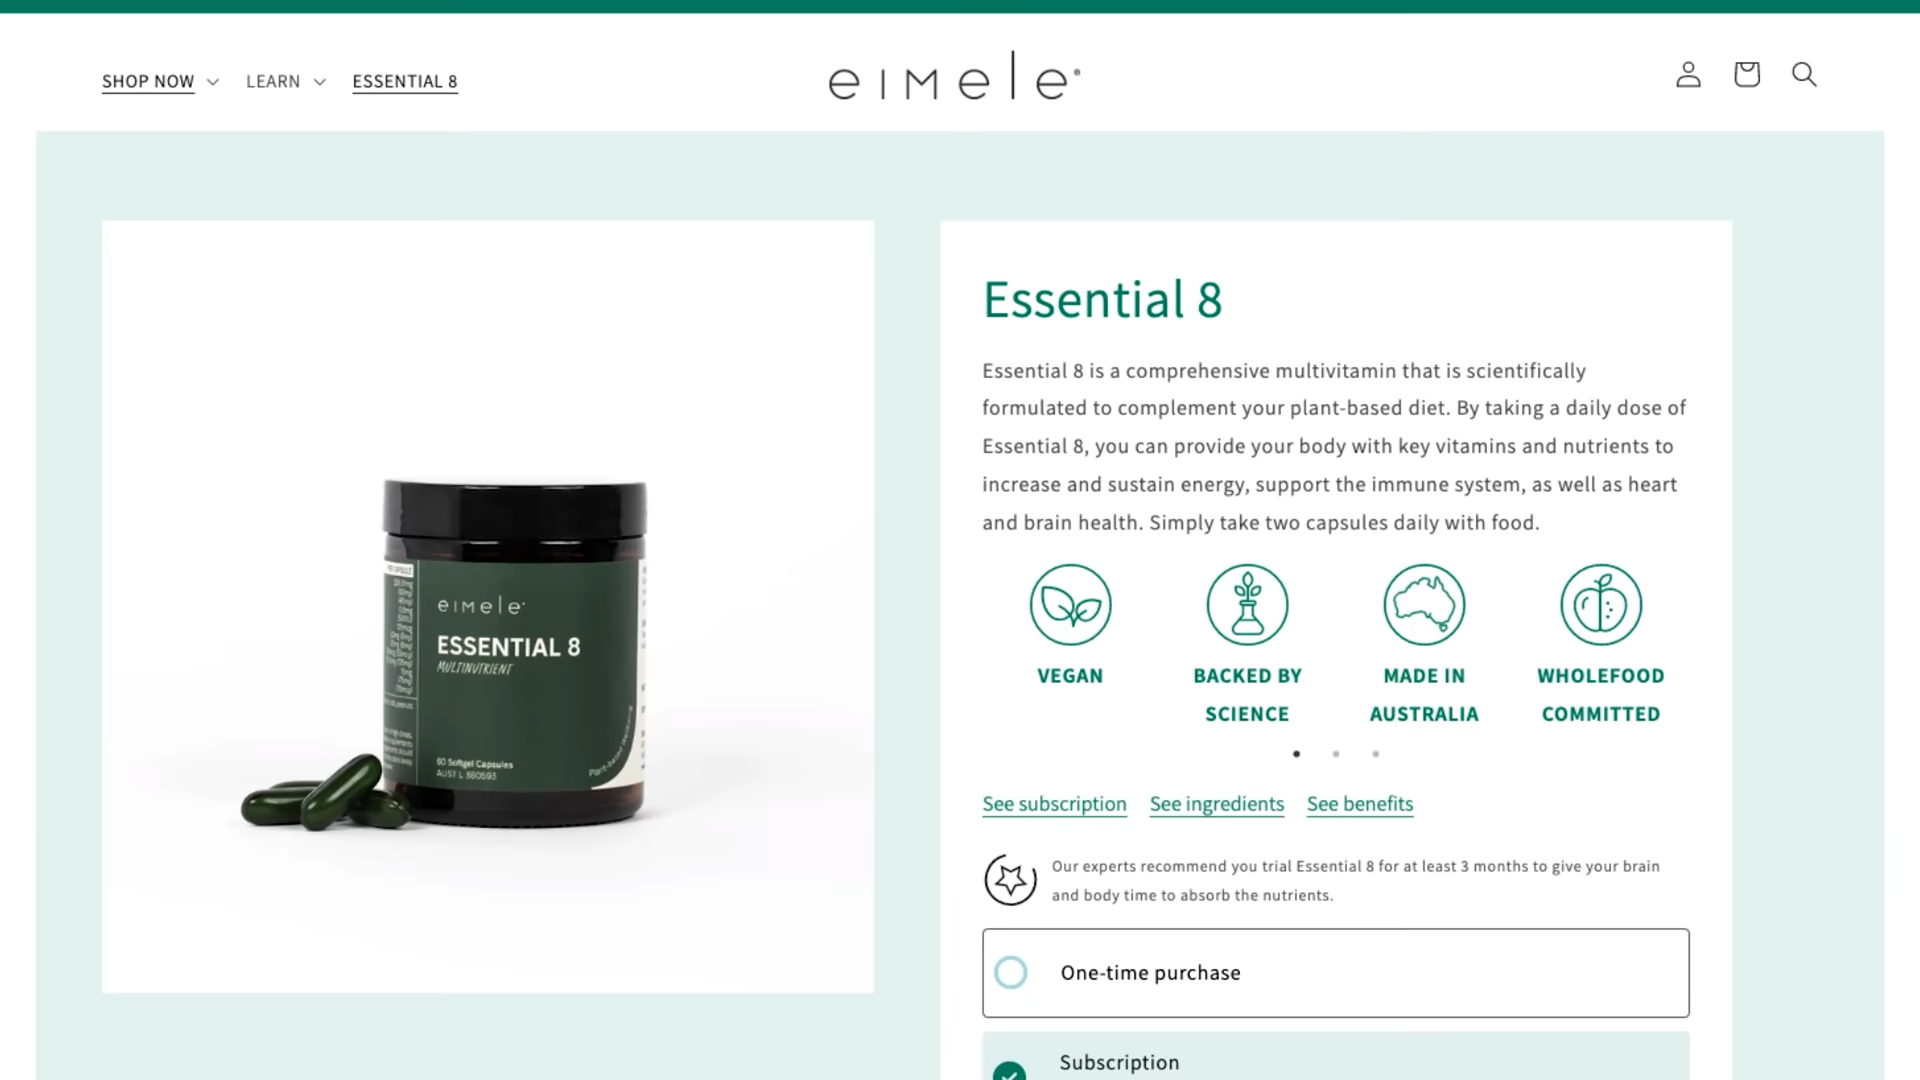 SHOP NOW LEARN ESSENTIAL 8
eimele®
eimele
ESSENTIAL 8
MULTINUTRIENT
60 Softgel Capsules
AUST L 380593
Essential 8
Essential 8 is a comprehensive multivitamin that is scientifically
formulated to complement your plant-based diet. By taking a daily dose of
Essential 8, you can provide your body with key vitamins and nutrients to
increase and sustain energy, support the immune system, as well as heart
and brain health. Simply take two capsules daily with food.
VEGAN
BACKED BY
SCIENCE
MADE IN
AUSTRALIA
WHOLEFOOD
COMMITTED
See subscription See ingredients See benefits
Our experts recommend you trial Essential 8 for at least 3 months to give your brain
and body time to absorb the nutrients.
One-time purchase
Subscription